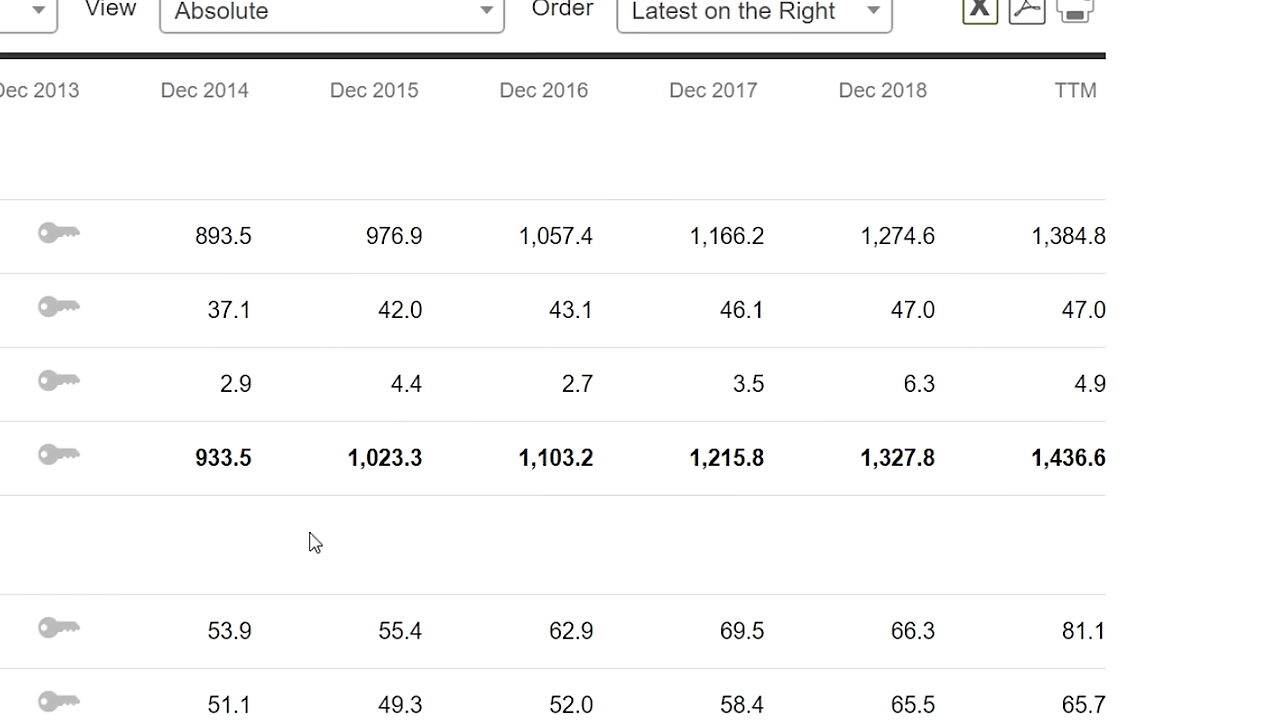 View Absolute Order Latest on the Right X
Dec 2013 Dec 2014 Dec 2015 Dec 2016 Dec 2017 Dec 2018 TTM
893.5 976.9 1,057.4 1,166.2 1,274.6 1,384.8
37.1 42.0 43.1 46.1 47.0 47.0
2.9 4.4 2.7 3.5 6.3 4.9
933.5 1,023.3 1,103.2 1,215.8 1,327.8 1,436.6
53.9 55.4 62.9 69.5 66.3 81.1
51.1 49.3 52.0 58.4 65.5 65.7